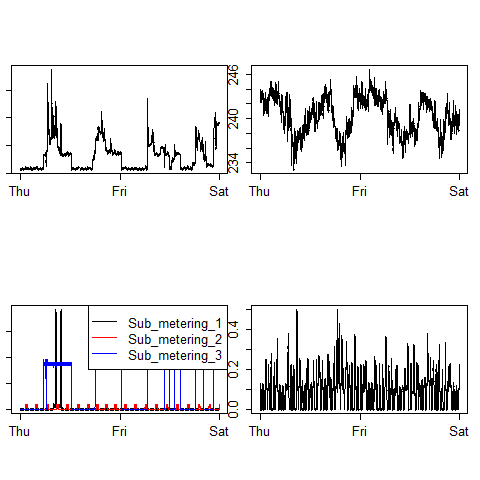 246
240
234
Thu Fri Sat
Thu Fri Sat
Sub_metering_1
Sub_metering_2
Sub_metering_3
0.4
0.2
0.0
Thu Fri Sat
Thu Fri Sat